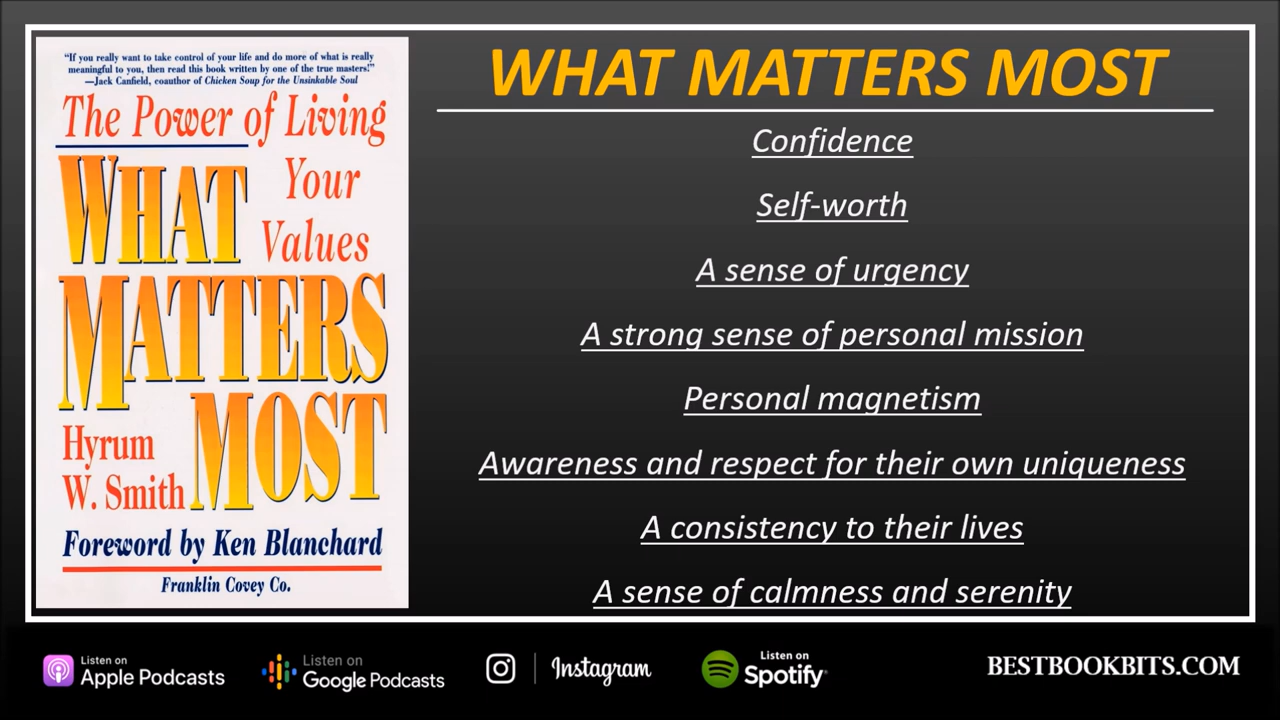 “If you really want to take control of your life and do more of what is really
meaningful to you, then read this book written by one of the true masters!”
—Jack Canfield, coauthor of Chicken Soup for the Unsinkable Soul
The Power of Living
Your
Values
WHAT
MATTERS
MOST
Hyrum
W. Smith
Foreword by Ken Blanchard
Franklin Covey Co.
WHAT MATTERS MOST
Confidence
Self-worth
A sense of urgency
A strong sense of personal mission
Personal magnetism
Awareness and respect for their own uniqueness
A consistency to their lives
A sense of calmness and serenity
Listen on
Apple Podcasts
Listen on
Google Podcasts
Instagram
Listen on
Spotify
BESTBOOKBITS.COM